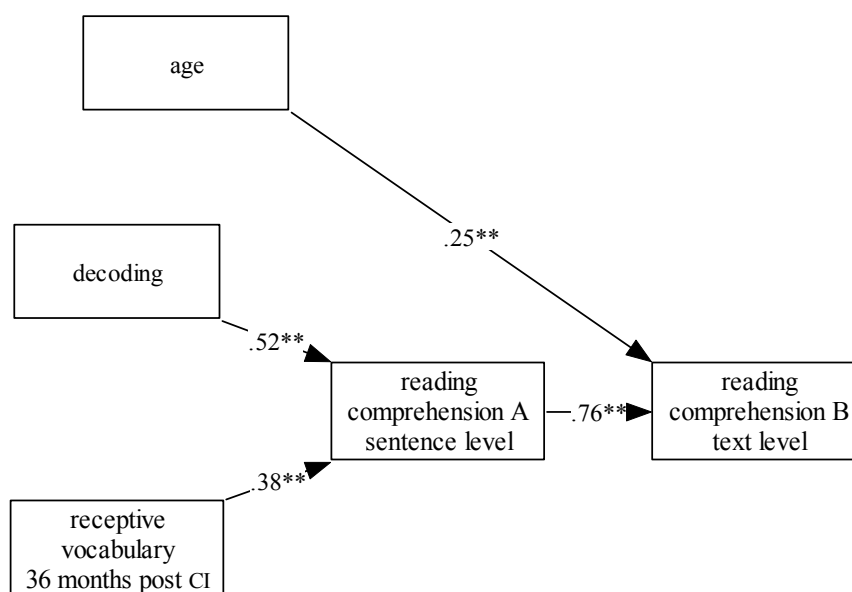 age
.25**
decoding
.52**
reading
comprehension A
sentence level
.76**
reading
comprehension B
text level
.38**
receptive
vocabulary
36 months post CI